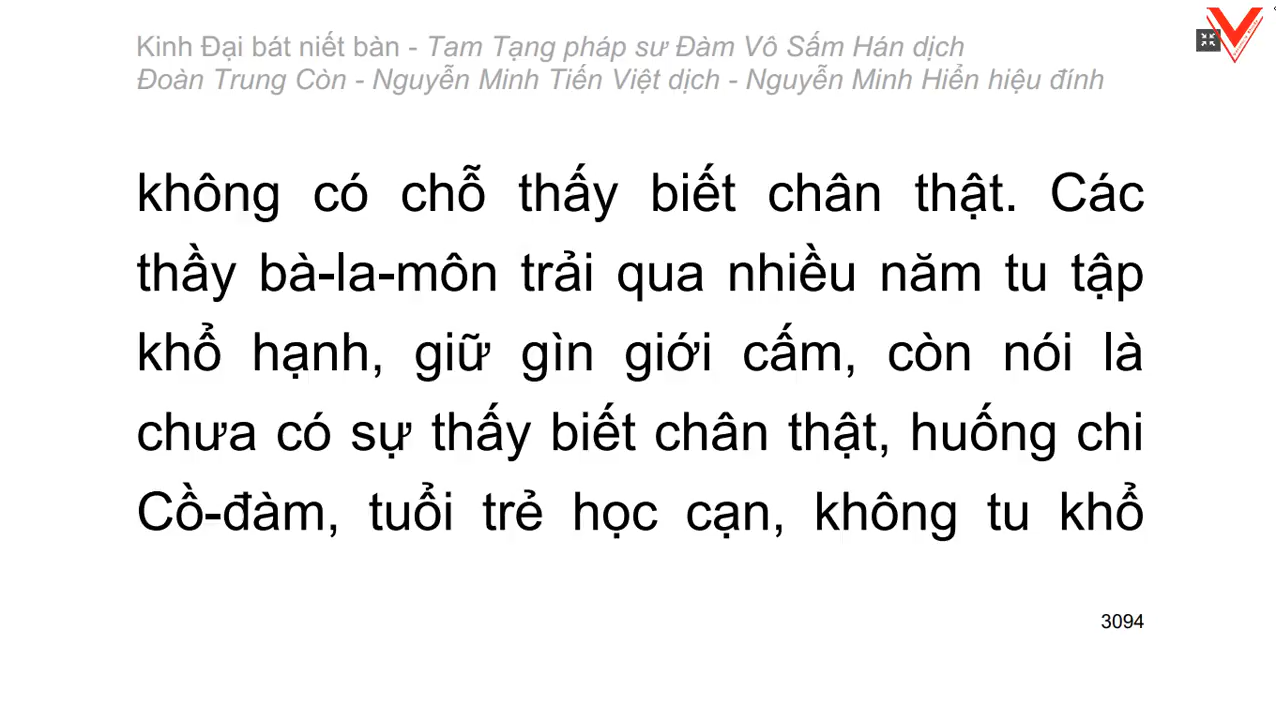 Kinh Đại bát niết bàn - Tam Tạng pháp sư Đàm Vô Sấm Hán dịch
Đoàn Trung Còn - Nguyễn Minh Tiến Việt dịch - Nguyễn Minh Hiển hiệu đính
không có chỗ thấy biết chân thật. Các
thầy bà-la-môn trải qua nhiều năm tu tập
khổ hạnh, giữ gìn giới cấm, còn nói là
chưa có sự thấy biết chân thật, huống chi
Cồ-đàm, tuổi trẻ học cạn, không tu khổ
3094